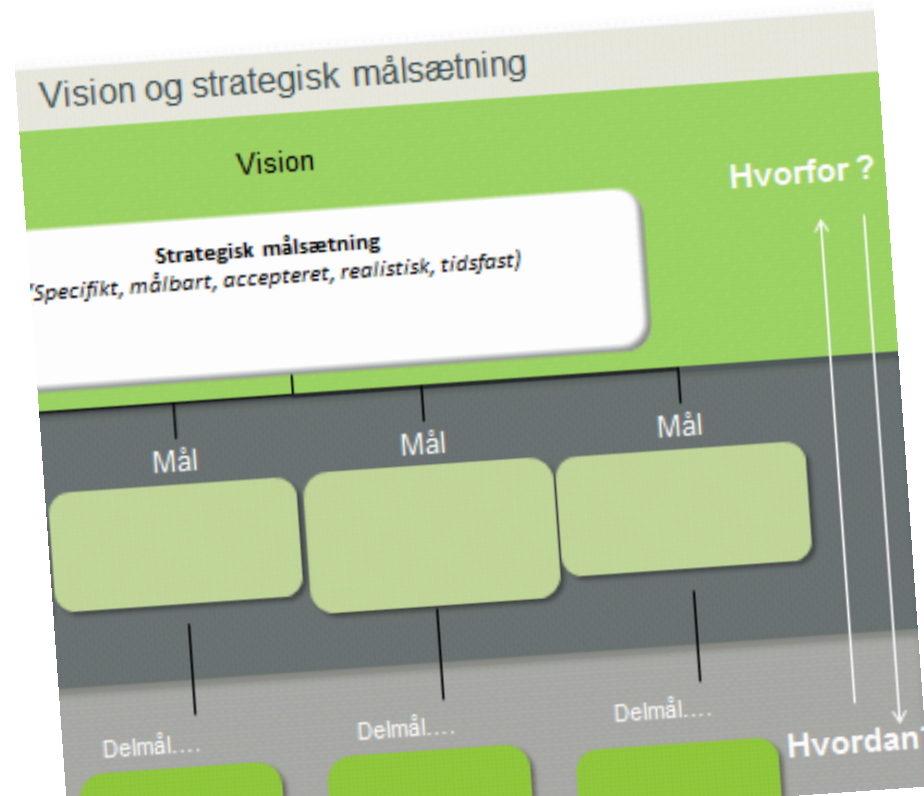 Vision og strategisk målsætning
Vision
Hvorfor ?
Strategisk målsætning
(Specifikt, målbart, accepteret, realistisk, tidsfast)
Mål
Mål
Mål
Delmål....
Delmål....
Delmål....
Hvordan?